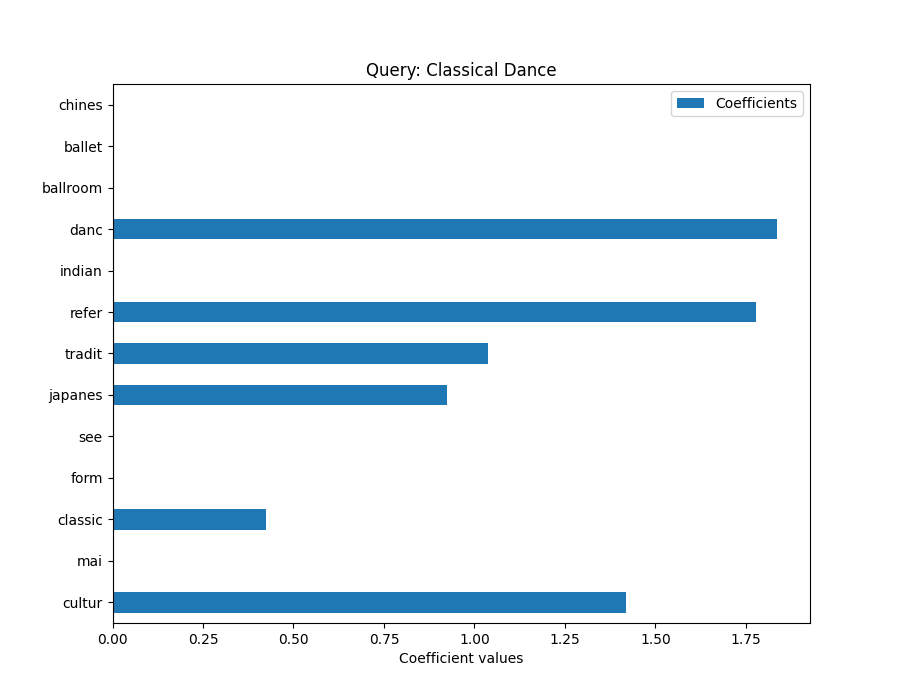 Query: Classical Dance
Coefficients
chines
ballet
ballroom
danc
indian
refer
tradit
japanes
see
form
classic
mai
cultur
0.00 0.25 0.50 0.75 1.00 1.25 1.50 1.75
Coefficient values